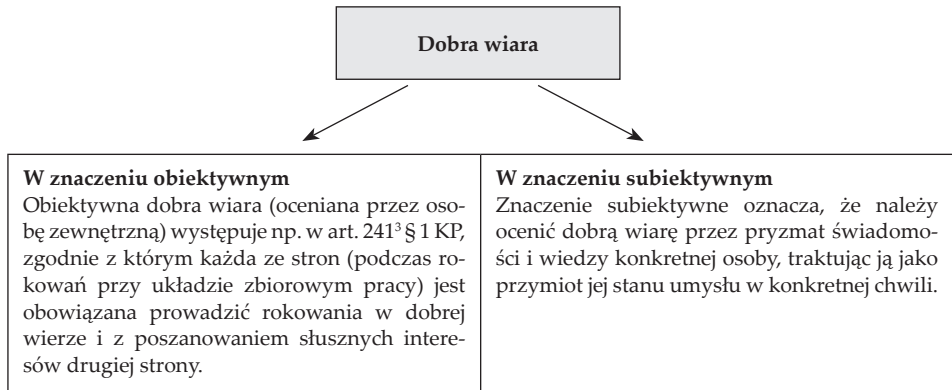 Dobra wiara
W znaczeniu obiektywnym
Obiektywna dobra wiara (oceniana przez oso-
bę zewnętrzną) występuje np. w art. 241³ § 1 KP,
zgodnie z którym każda ze stron (podczas ro-
kowań przy układzie zbiorowym pracy) jest
obowiązana prowadzić rokowania w dobrej
wierze i z poszanowaniem słusznych intere-
sów drugiej strony.
W znaczeniu subiektywnym
Znaczenie subiektywne oznacza, że należy
ocenić dobrą wiarę przez pryzmat świadomo-
ści i wiedzy konkretnej osoby, traktując ją jako
przymiot jej stanu umysłu w konkretnej chwili.